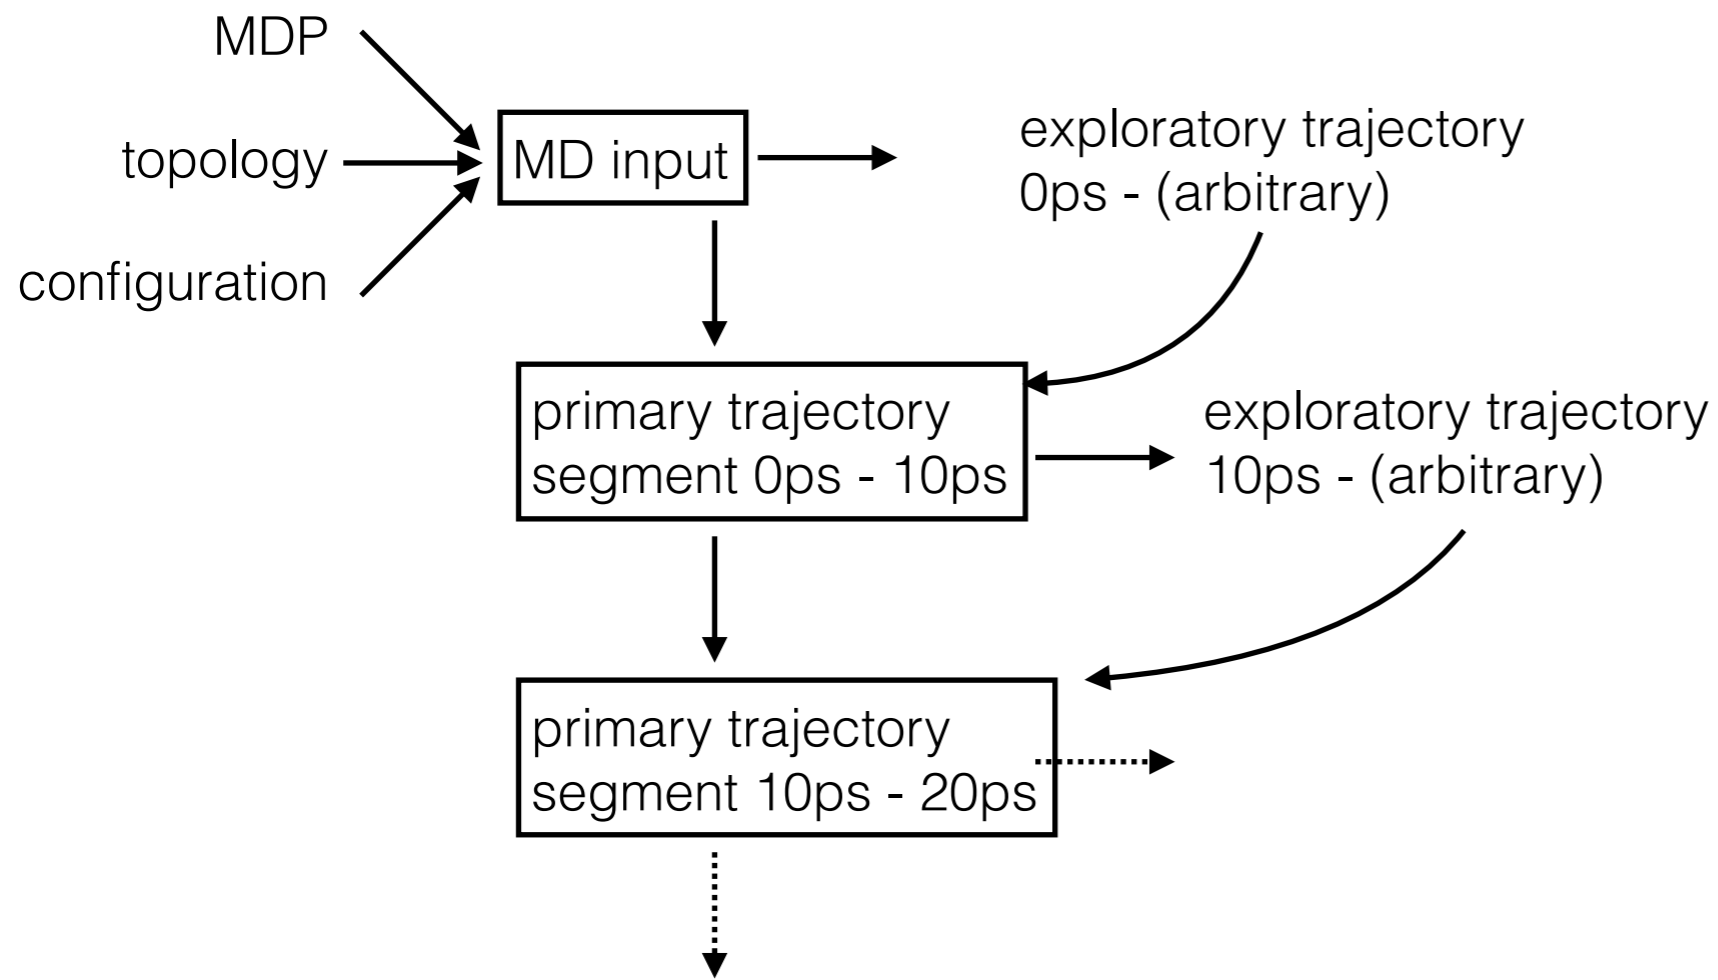 MDP
topology
configuration
MD input
exploratory trajectory
0ps - (arbitrary)
primary trajectory
segment 0ps - 10ps
exploratory trajectory
10ps - (arbitrary)
primary trajectory
segment 10ps - 20ps